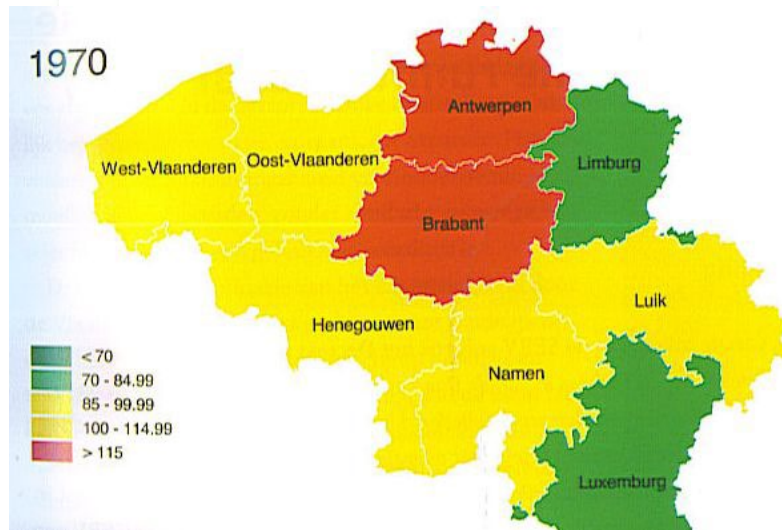 1970
Antwerpen
West-Vlaanderen
Oost-Vlaanderen
Limburg
Brabant
Luik
Henegouwen
Namen
Luxemburg
< 70
70 - 84.99
85 - 99.99
100 - 114.99
> 115